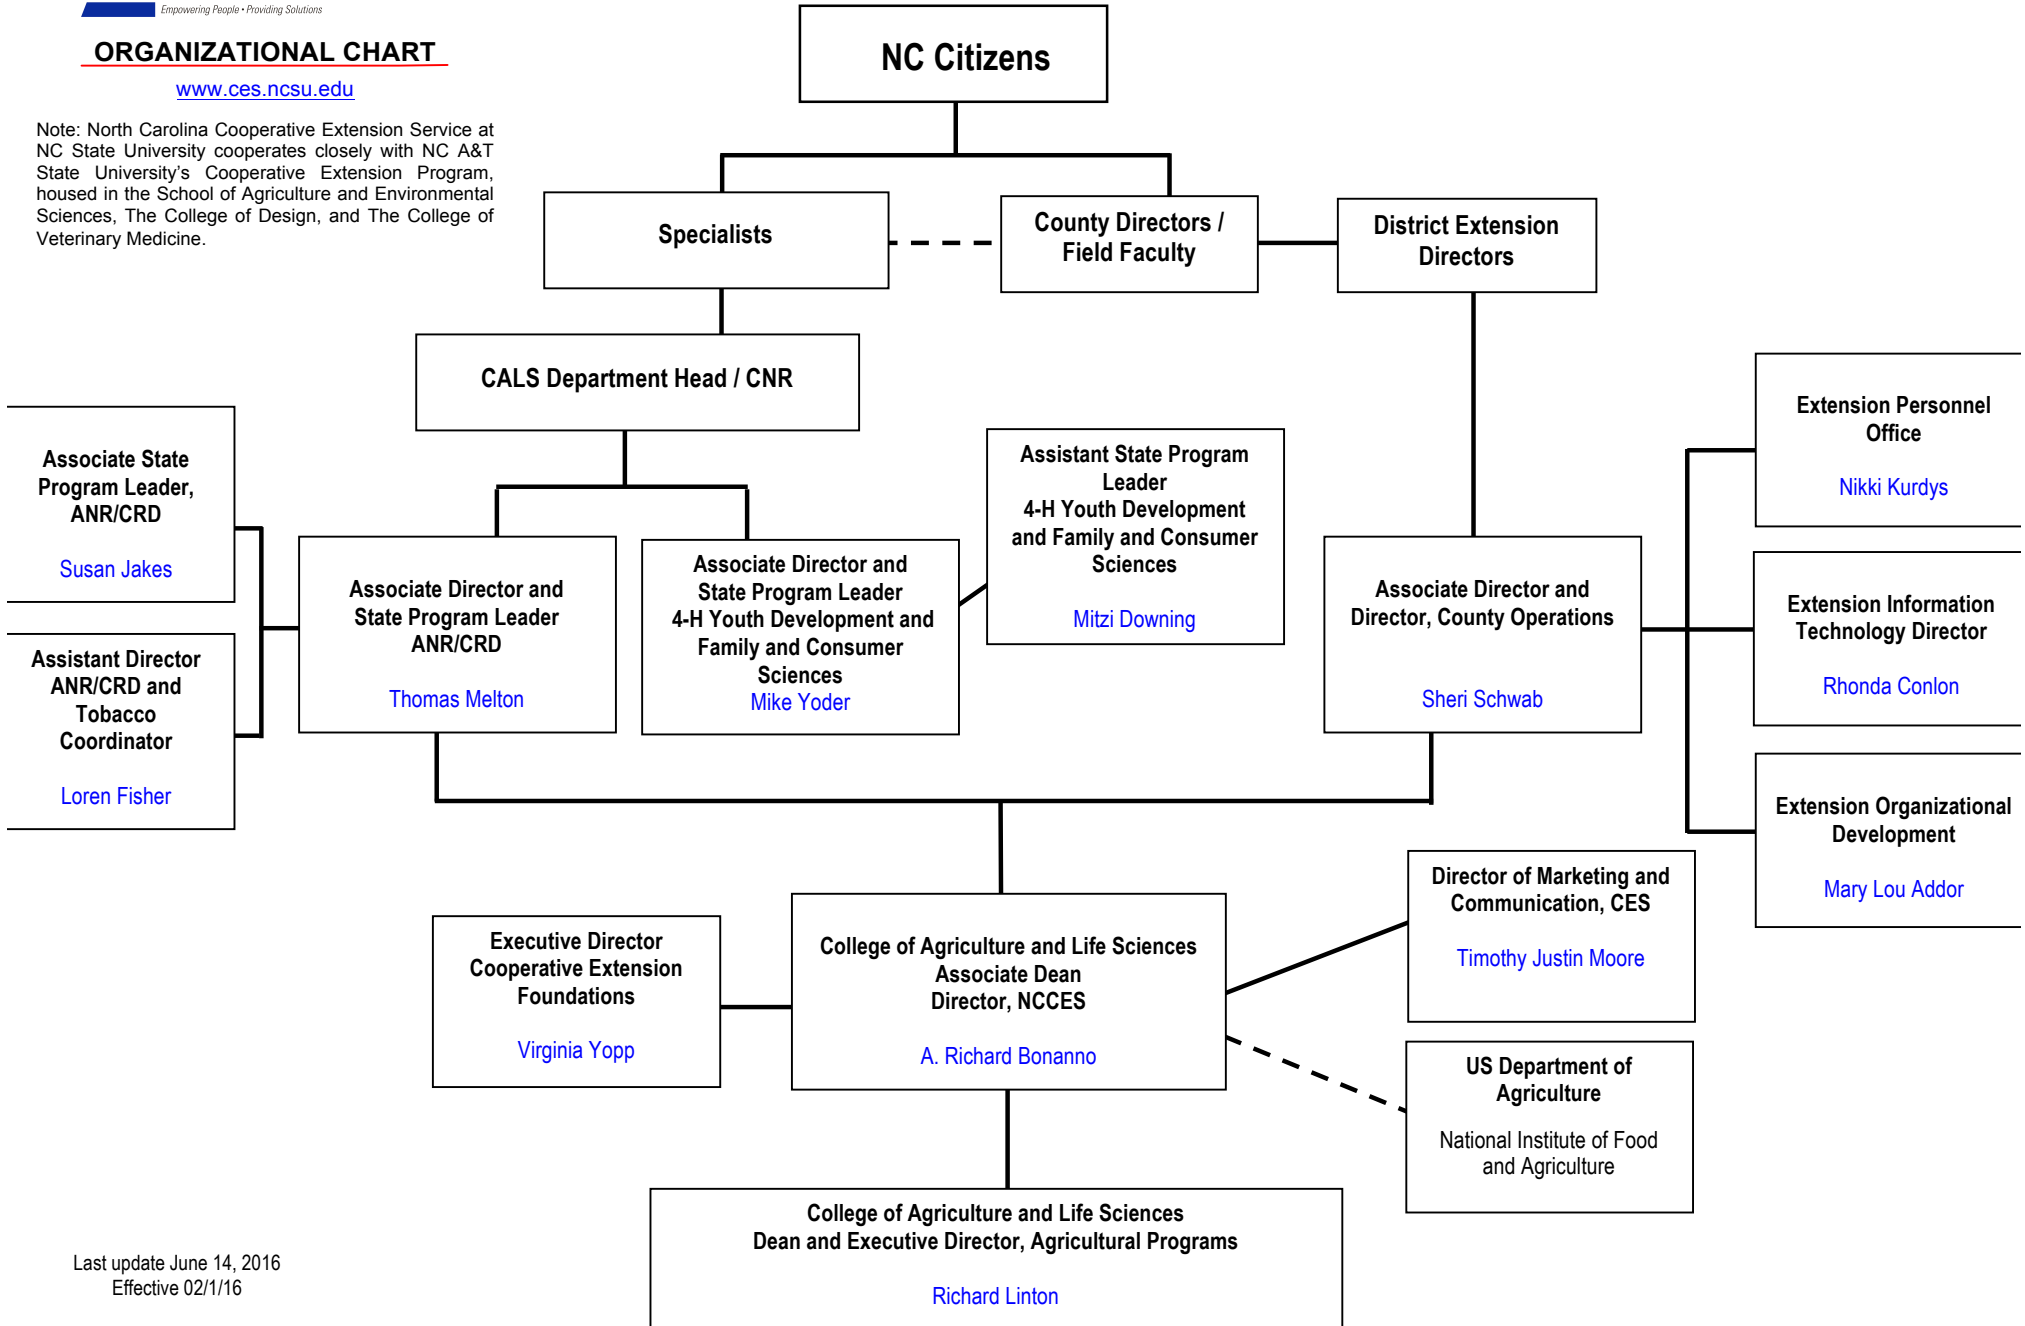 Empowering People • Providing Solutions
ORGANIZATIONAL CHART
www.ces.ncsu.edu
Note: North Carolina Cooperative Extension Service at
NC State University cooperates closely with NC A&T
State University's Cooperative Extension Program,
housed in the School of Agriculture and Environmental
Sciences, The College of Design, and The College of
Veterinary Medicine.
NC Citizens
Specialists
County Directors /
Field Faculty
District Extension
Directors
CALS Department Head / CNR
Associate State
Program Leader,
ANR/CRD
Susan Jakes
Assistant Director
ANR/CRD and
Tobacco
Coordinator
Loren Fisher
Associate Director and
State Program Leader
ANR/CRD
Thomas Melton
Associate Director and
State Program Leader
4-H Youth Development and
Family and Consumer
Sciences
Mike Yoder
Assistant State Program
Leader
4-H Youth Development
and Family and Consumer
Sciences
Mitzi Downing
Associate Director and
Director, County Operations
Sheri Schwab
Extension Personnel
Office
Nikki Kurdys
Extension Information
Technology Director
Rhonda Conlon
Extension Organizational
Development
Mary Lou Addor
Executive Director
Cooperative Extension
Foundations
Virginia Yopp
College of Agriculture and Life Sciences
Associate Dean
Director, NCCES
A. Richard Bonanno
Director of Marketing and
Communication, CES
Timothy Justin Moore
US Department of
Agriculture
National Institute of Food
and Agriculture
College of Agriculture and Life Sciences
Dean and Executive Director, Agricultural Programs
Richard Linton
Last update June 14, 2016
Effective 02/1/16